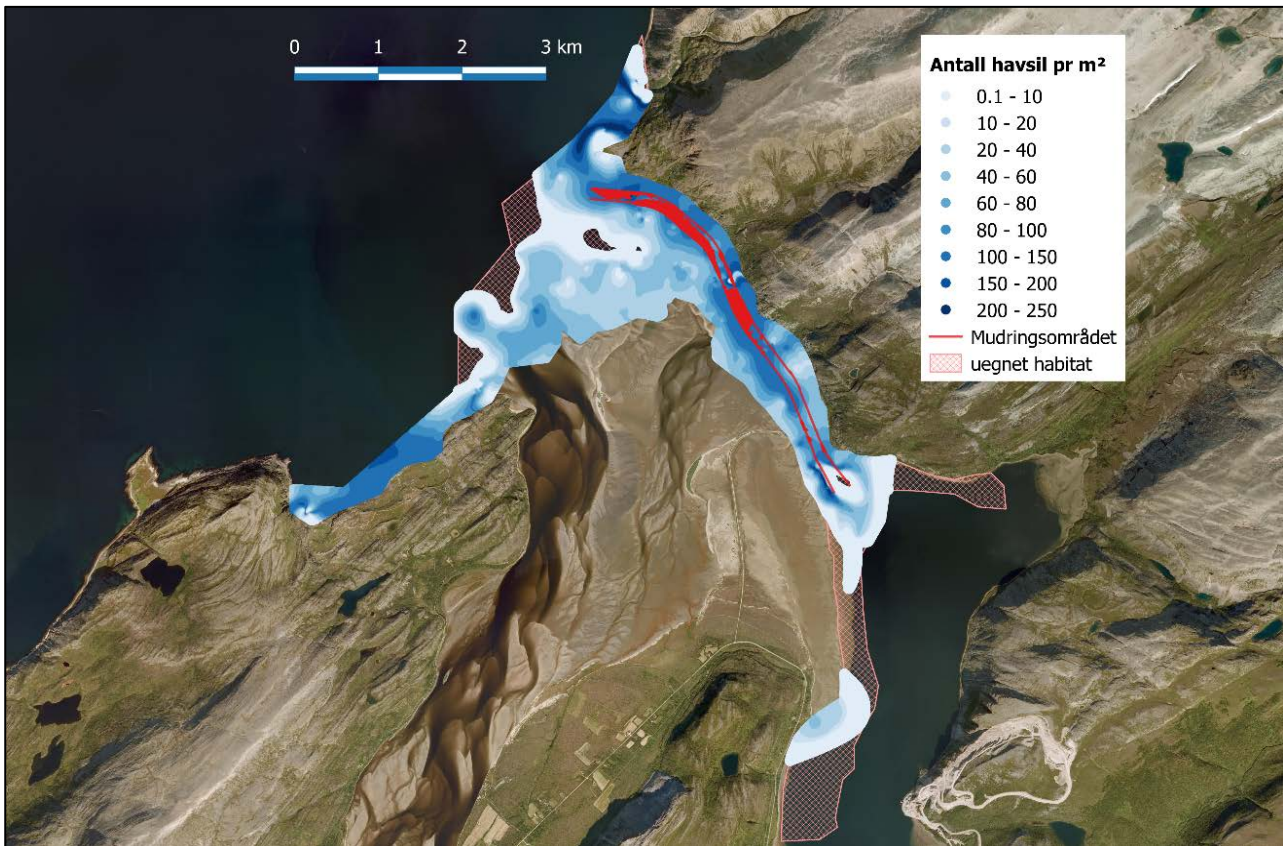 0 1 2 3 km
Antall havsil pr m²
0.1 - 10
10 - 20
20 - 40
40 - 60
60 - 80
80 - 100
100 - 150
150 - 200
200 - 250
Mudringsområdet
uegnet habitat